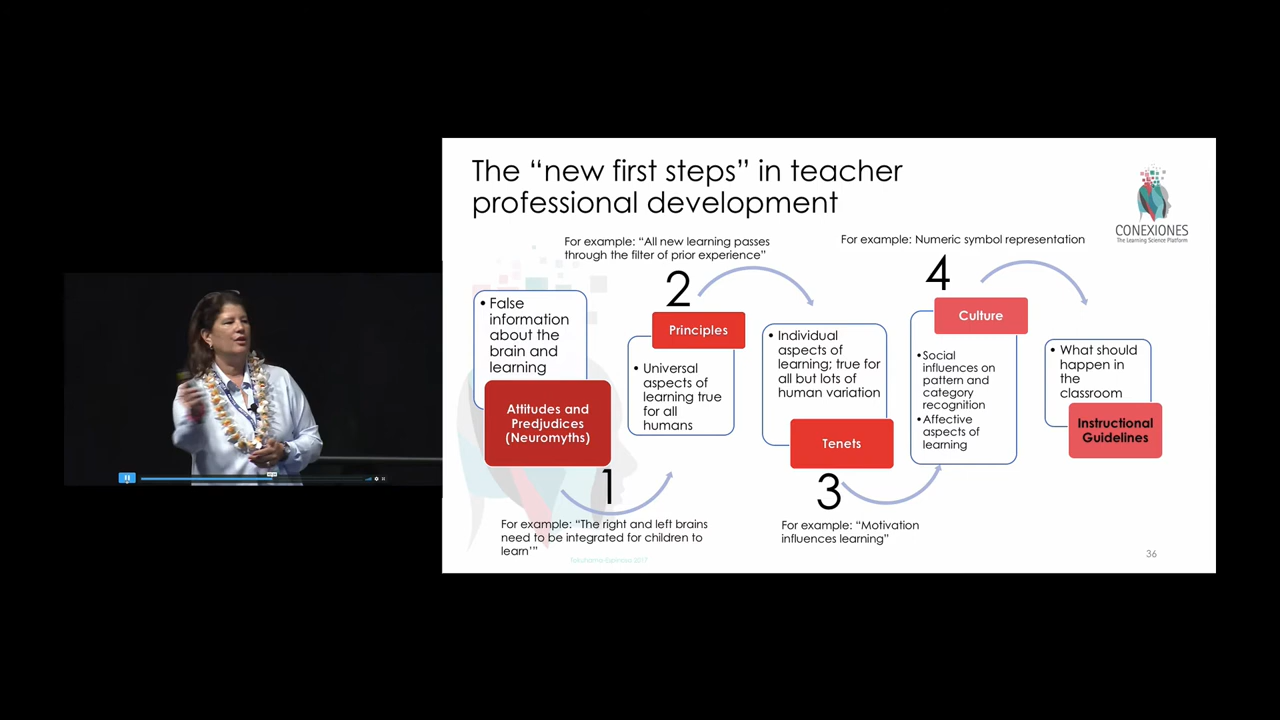 The “new first steps” in teacher
professional development
CONEXIONES
The Learning Science Platform
For example: “All new learning passes
through the filter of prior experience”
For example: Numeric symbol representation
2
4
• False
information
about the
brain and
learning
Attitudes and
Predjudices
(Neuromyths)
1
For example: “The right and left brains
need to be integrated for children to
learn’”
Principles
• Universal
aspects of
learning true
for all
humans
• Individual
aspects of
learning; true for
all but lots of
human variation
Tenets
3
For example: “Motivation
influences learning”
Culture
•Social
influences on
pattern and
category
recognition
•Affective
aspects of
learning
• What should
happen in
the
classroom
Instructional
Guidelines
Tokuhama-Espinosa 2017
36